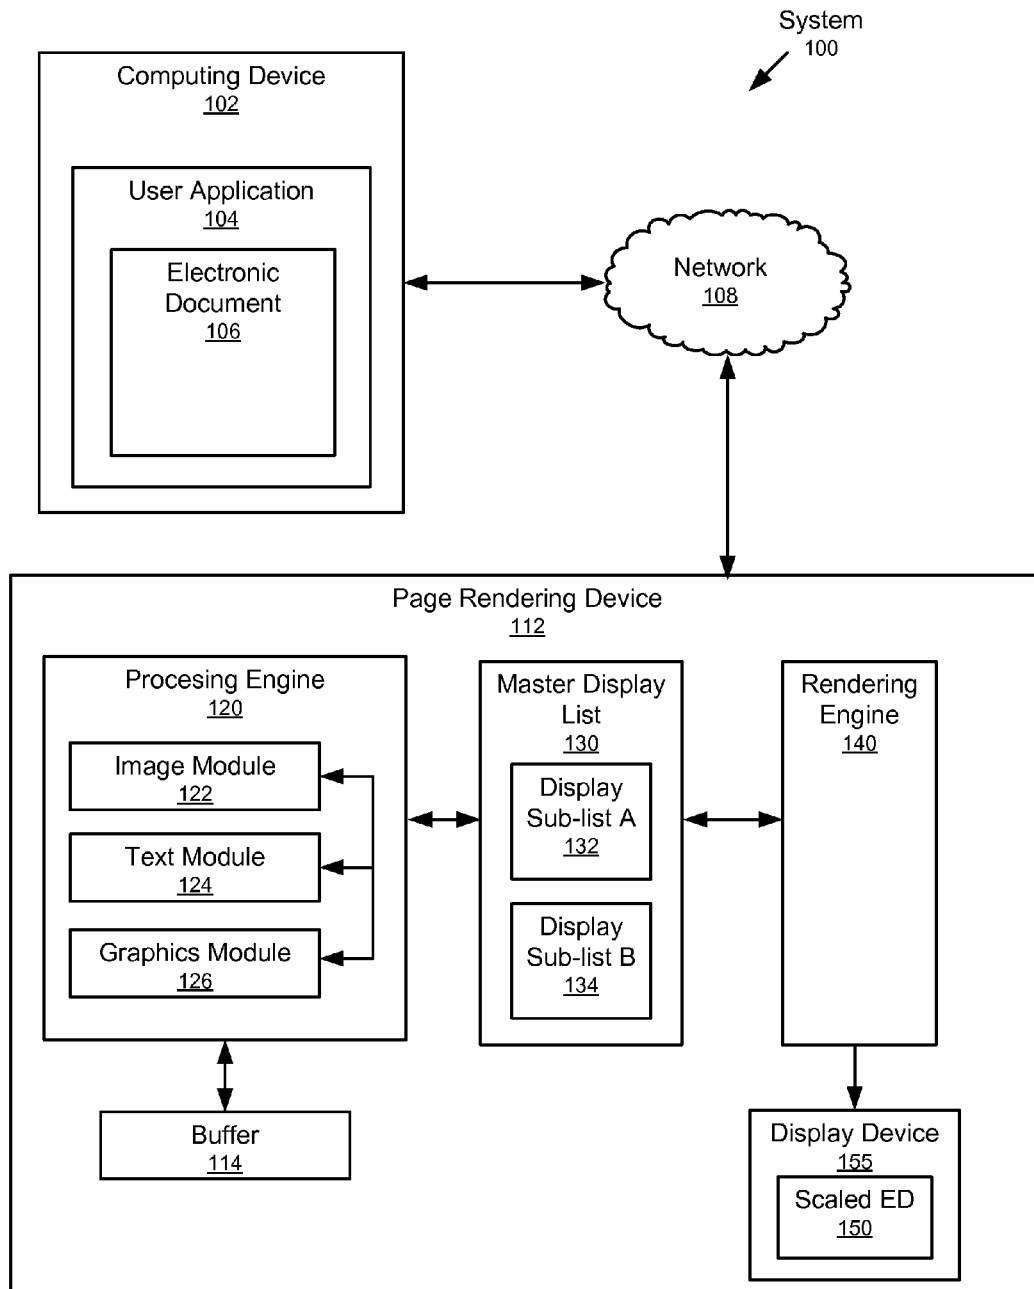 System
100
Computing Device
102
User Application
104
Electronic
Document
106
Network
108
Page Rendering Device
112
Procesing Engine
120
Image Module
122
Text Module
124
Graphics Module
126
Master Display
List
130
Display
Sub-list A
132
Display
Sub-list B
134
Rendering
Engine
140
Buffer
114
Display Device
155
Scaled ED
150